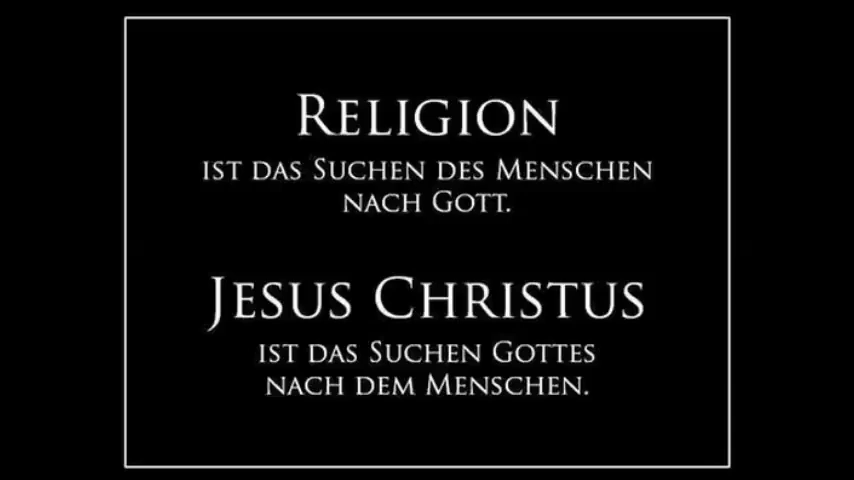 RELIGION
IST DAS SUCHEN DES MENSCHEN
NACH GOTT.
JESUS CHRISTUS
IST DAS SUCHEN GOTTES
NACH DEM MENSCHEN.